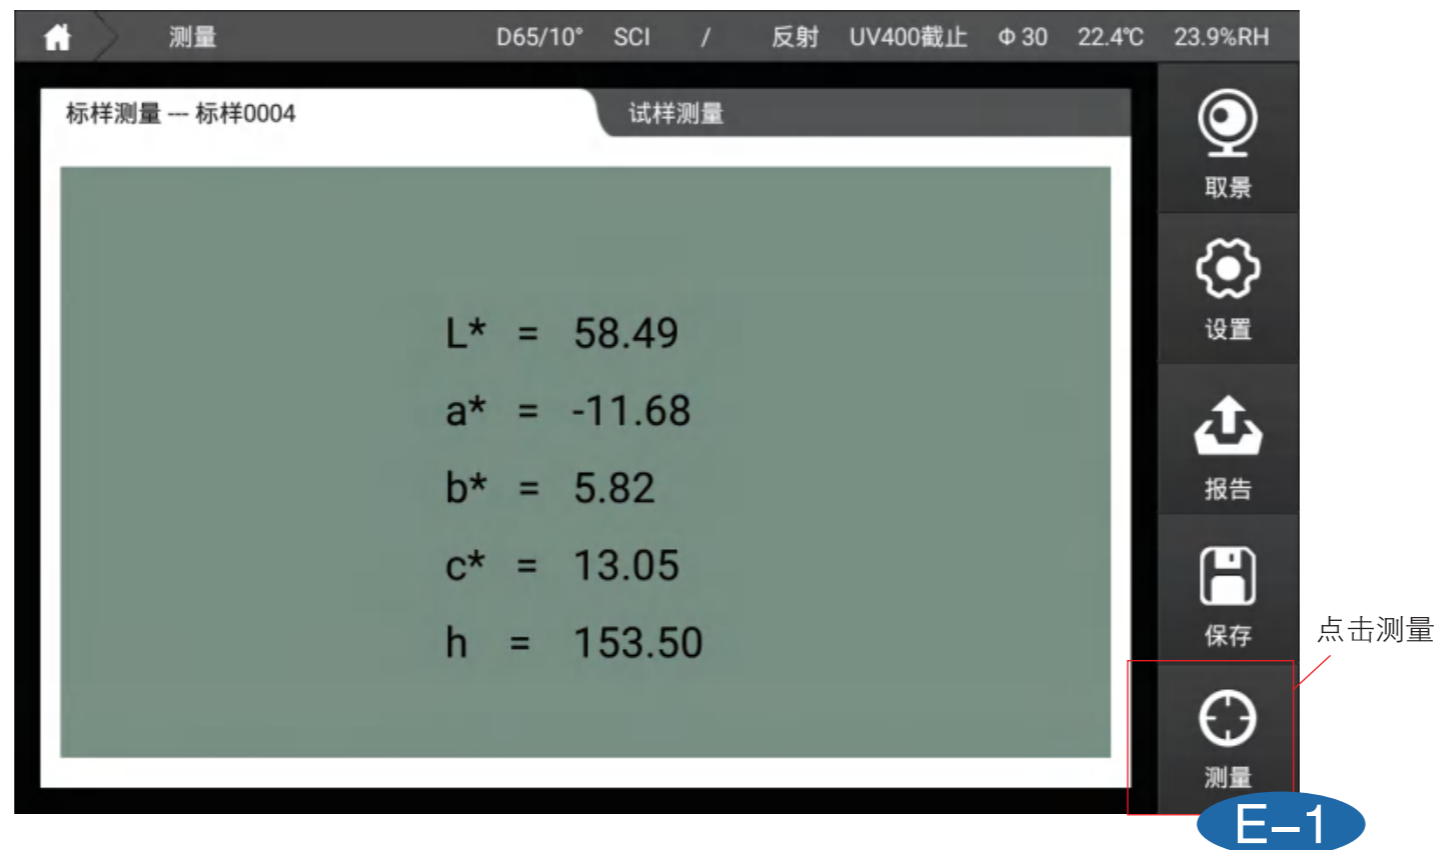 测量 D65/10° SCI / 反射 UV400截止 Φ 30 22.4℃ 23.9%RH
标样测量 --- 标样0004 试样测量
取景
设置
L* = 58.49
a* = -11.68
b* = 5.82
报告
c* = 13.05
h = 153.50
保存
点击测量
测量
E-1